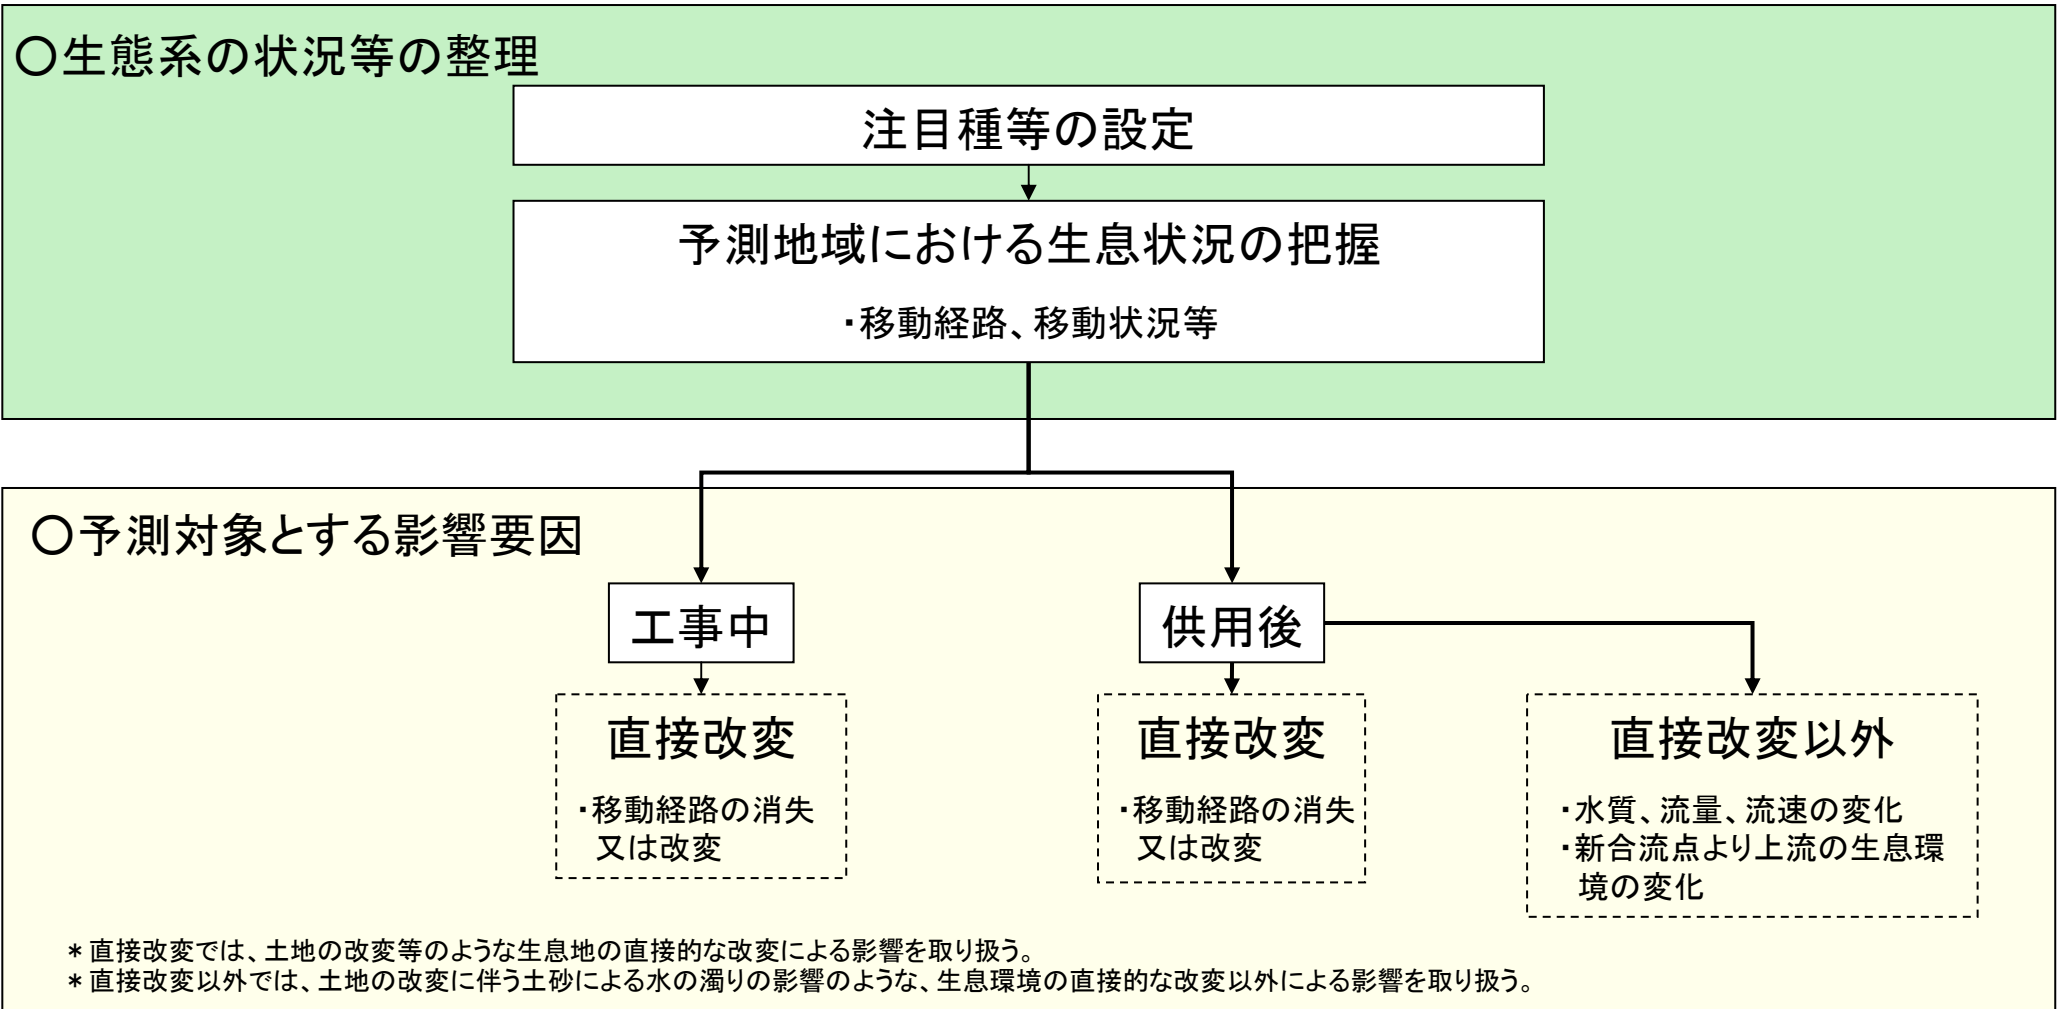 〇生態系の状況等の整理
注目種等の設定
予測地域における生息状況の把握
・移動経路、移動状況等
〇予測対象とする影響要因
工事中
供用後
直接改変
・移動経路の消失
又は改変
直接改変
・移動経路の消失
又は改変
直接改変以外
・水質、流量、流速の変化
・新合流点より上流の生息環
境の変化
＊直接改変では、土地の改変等のような生息地の直接的な改変による影響を取り扱う。
＊直接改変以外では、土地の改変に伴う土砂による水の濁りの影響のような、生息環境の直接的な改変以外による影響を取り扱う。